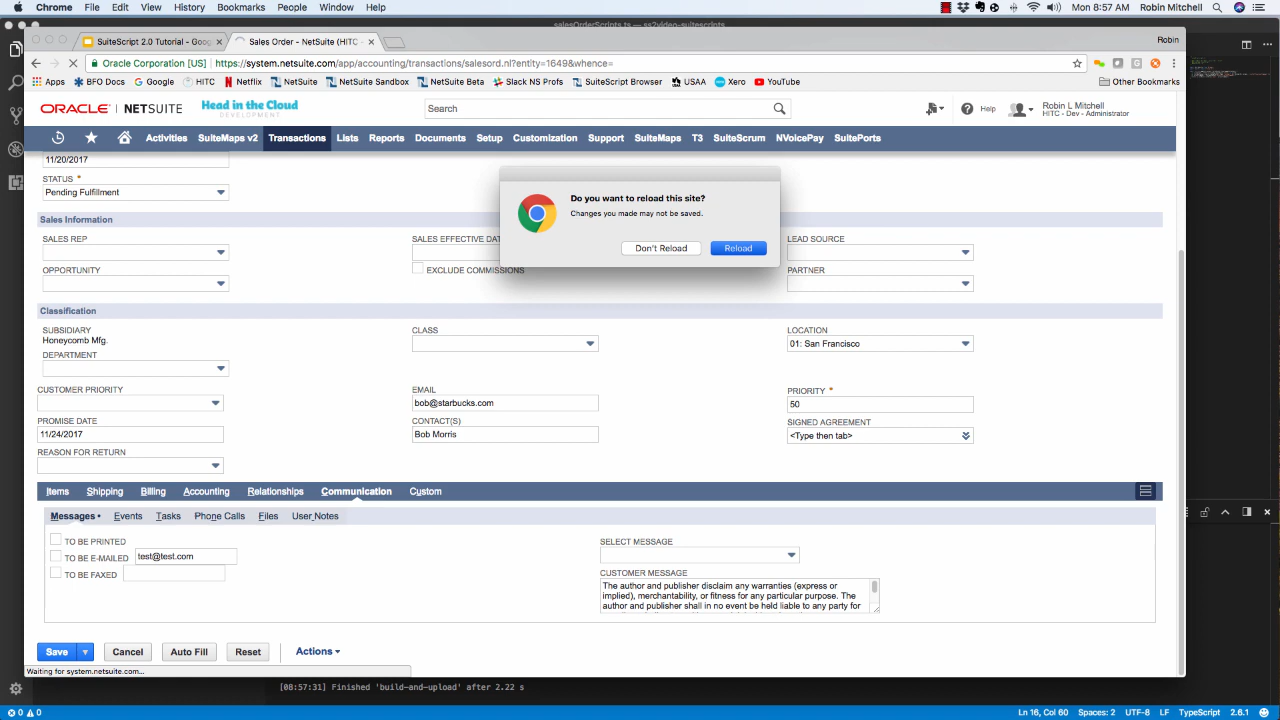 Chrome File Edit View History Bookmarks People Window Help
Mon 8:57 AM Robin Mitchell
salesOrderScripts.ts — ss2video-suitescripts
SuiteScript 2.0 Tutorial - Goog
Sales Order - NetSuite (HITC -
Robin
Oracle Corporation [US] https://system.netsuite.com/app/accounting/transactions/salesord.nl?entity=1649&whence=
Apps BFO Docs Google HITC Netflix NetSuite NetSuite Sandbox NetSuite Beta Slack NS Profs SuiteScript Browser USAA Xero YouTube Other Bookmarks
ORACLE NETSUITE
Head in the Cloud
DEVELOPMENT
Search
Help
Robin L Mitchell
HITC - Dev - Administrator
Activities SuiteMaps v2 Transactions Lists Reports Documents Setup Customization Support SuiteMaps T3 SuiteScrum NVoicePay SuitePorts
11/20/2017
STATUS *
Pending Fulfillment
Do you want to reload this site?
Changes you made may not be saved.
Don't Reload
Reload
Sales Information
SALES REP
SALES EFFECTIVE DAT
LEAD SOURCE
OPPORTUNITY
EXCLUDE COMMISSIONS
PARTNER
Classification
SUBSIDIARY
Honeycomb Mfg.
CLASS
LOCATION
01: San Francisco
DEPARTMENT
CUSTOMER PRIORITY
EMAIL
bob@starbucks.com
PRIORITY *
50
PROMISE DATE
11/24/2017
CONTACT(S)
Bob Morris
SIGNED AGREEMENT
<Type then tab>
REASON FOR RETURN
Items Shipping Billing Accounting Relationships Communication Custom
Messages • Events Tasks Phone Calls Files User Notes
TO BE PRINTED
TO BE E-MAILED test@test.com
TO BE FAXED
SELECT MESSAGE
CUSTOMER MESSAGE
The author and publisher disclaim any warranties (express or
implied), merchantability, or fitness for any particular purpose. The
author and publisher shall in no event be held liable to any party for
Save Cancel Auto Fill Reset Actions
Waiting for system.netsuite.com...
[08:57:31] Finished 'build-and-upload' after 2.22 s
0 0
Ln 16, Col 60 Spaces: 2 UTF-8 LF TypeScript 2.6.1